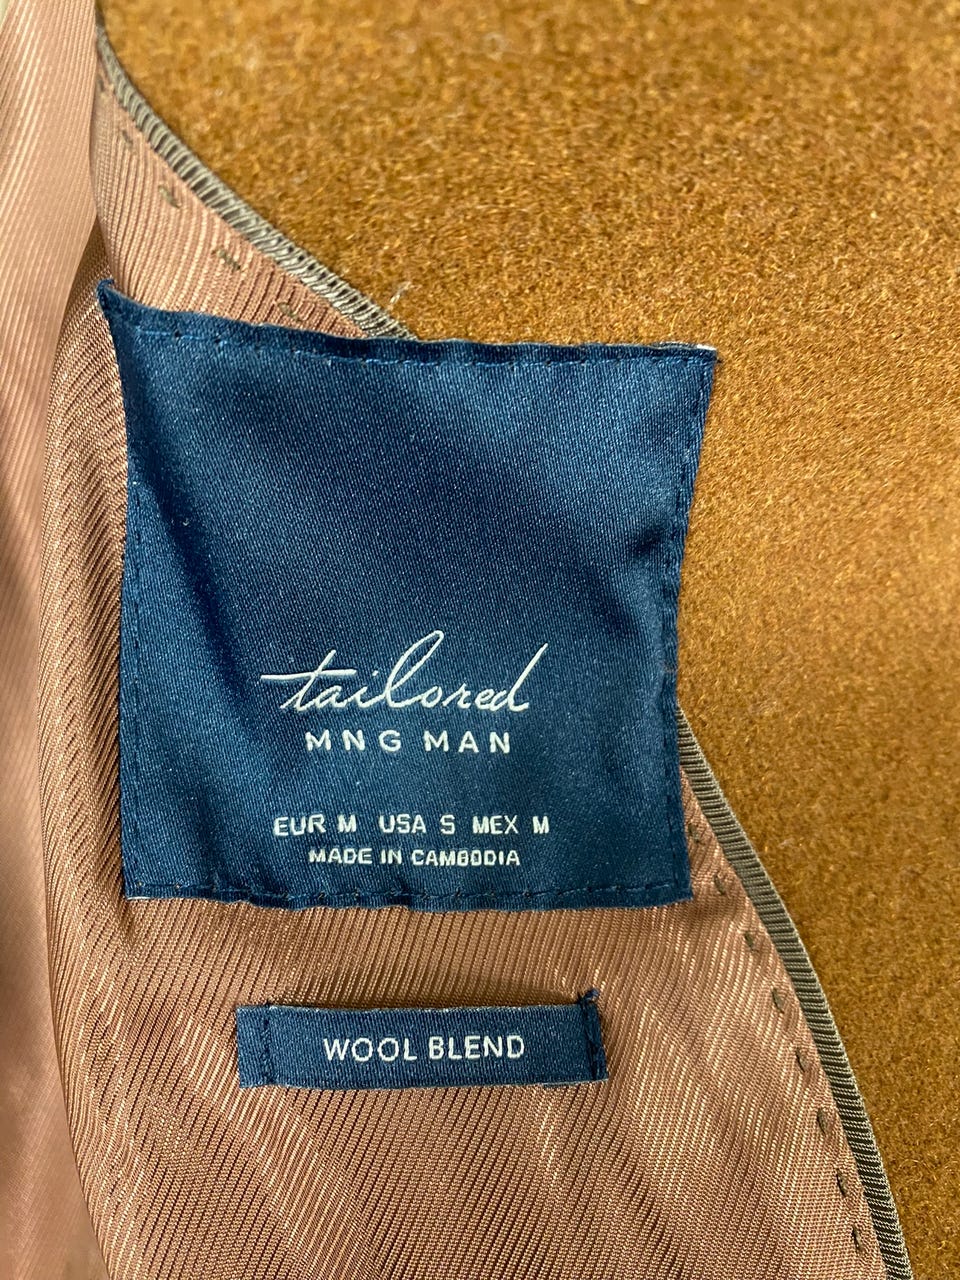 tailored
MNG MAN
EUR M USA S MEX M
MADE IN CAMBODIA
WOOL BLEND